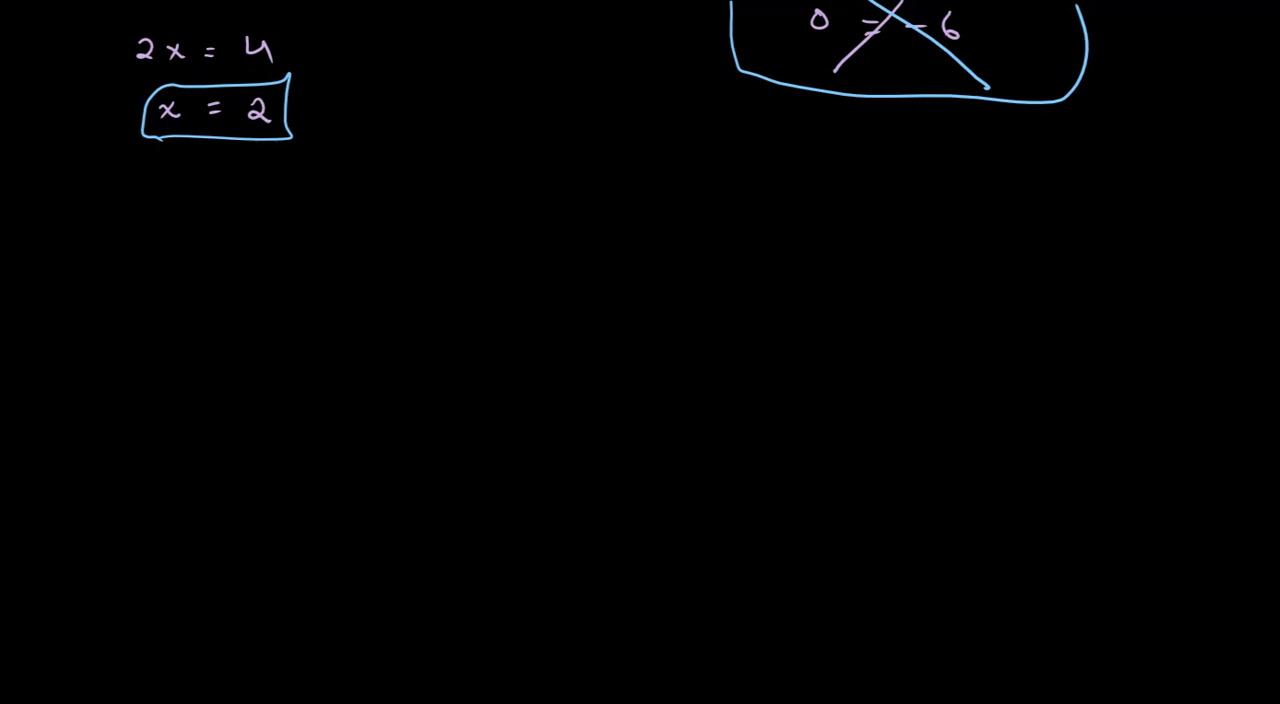 0 = - 6
2x = 4
x = 2